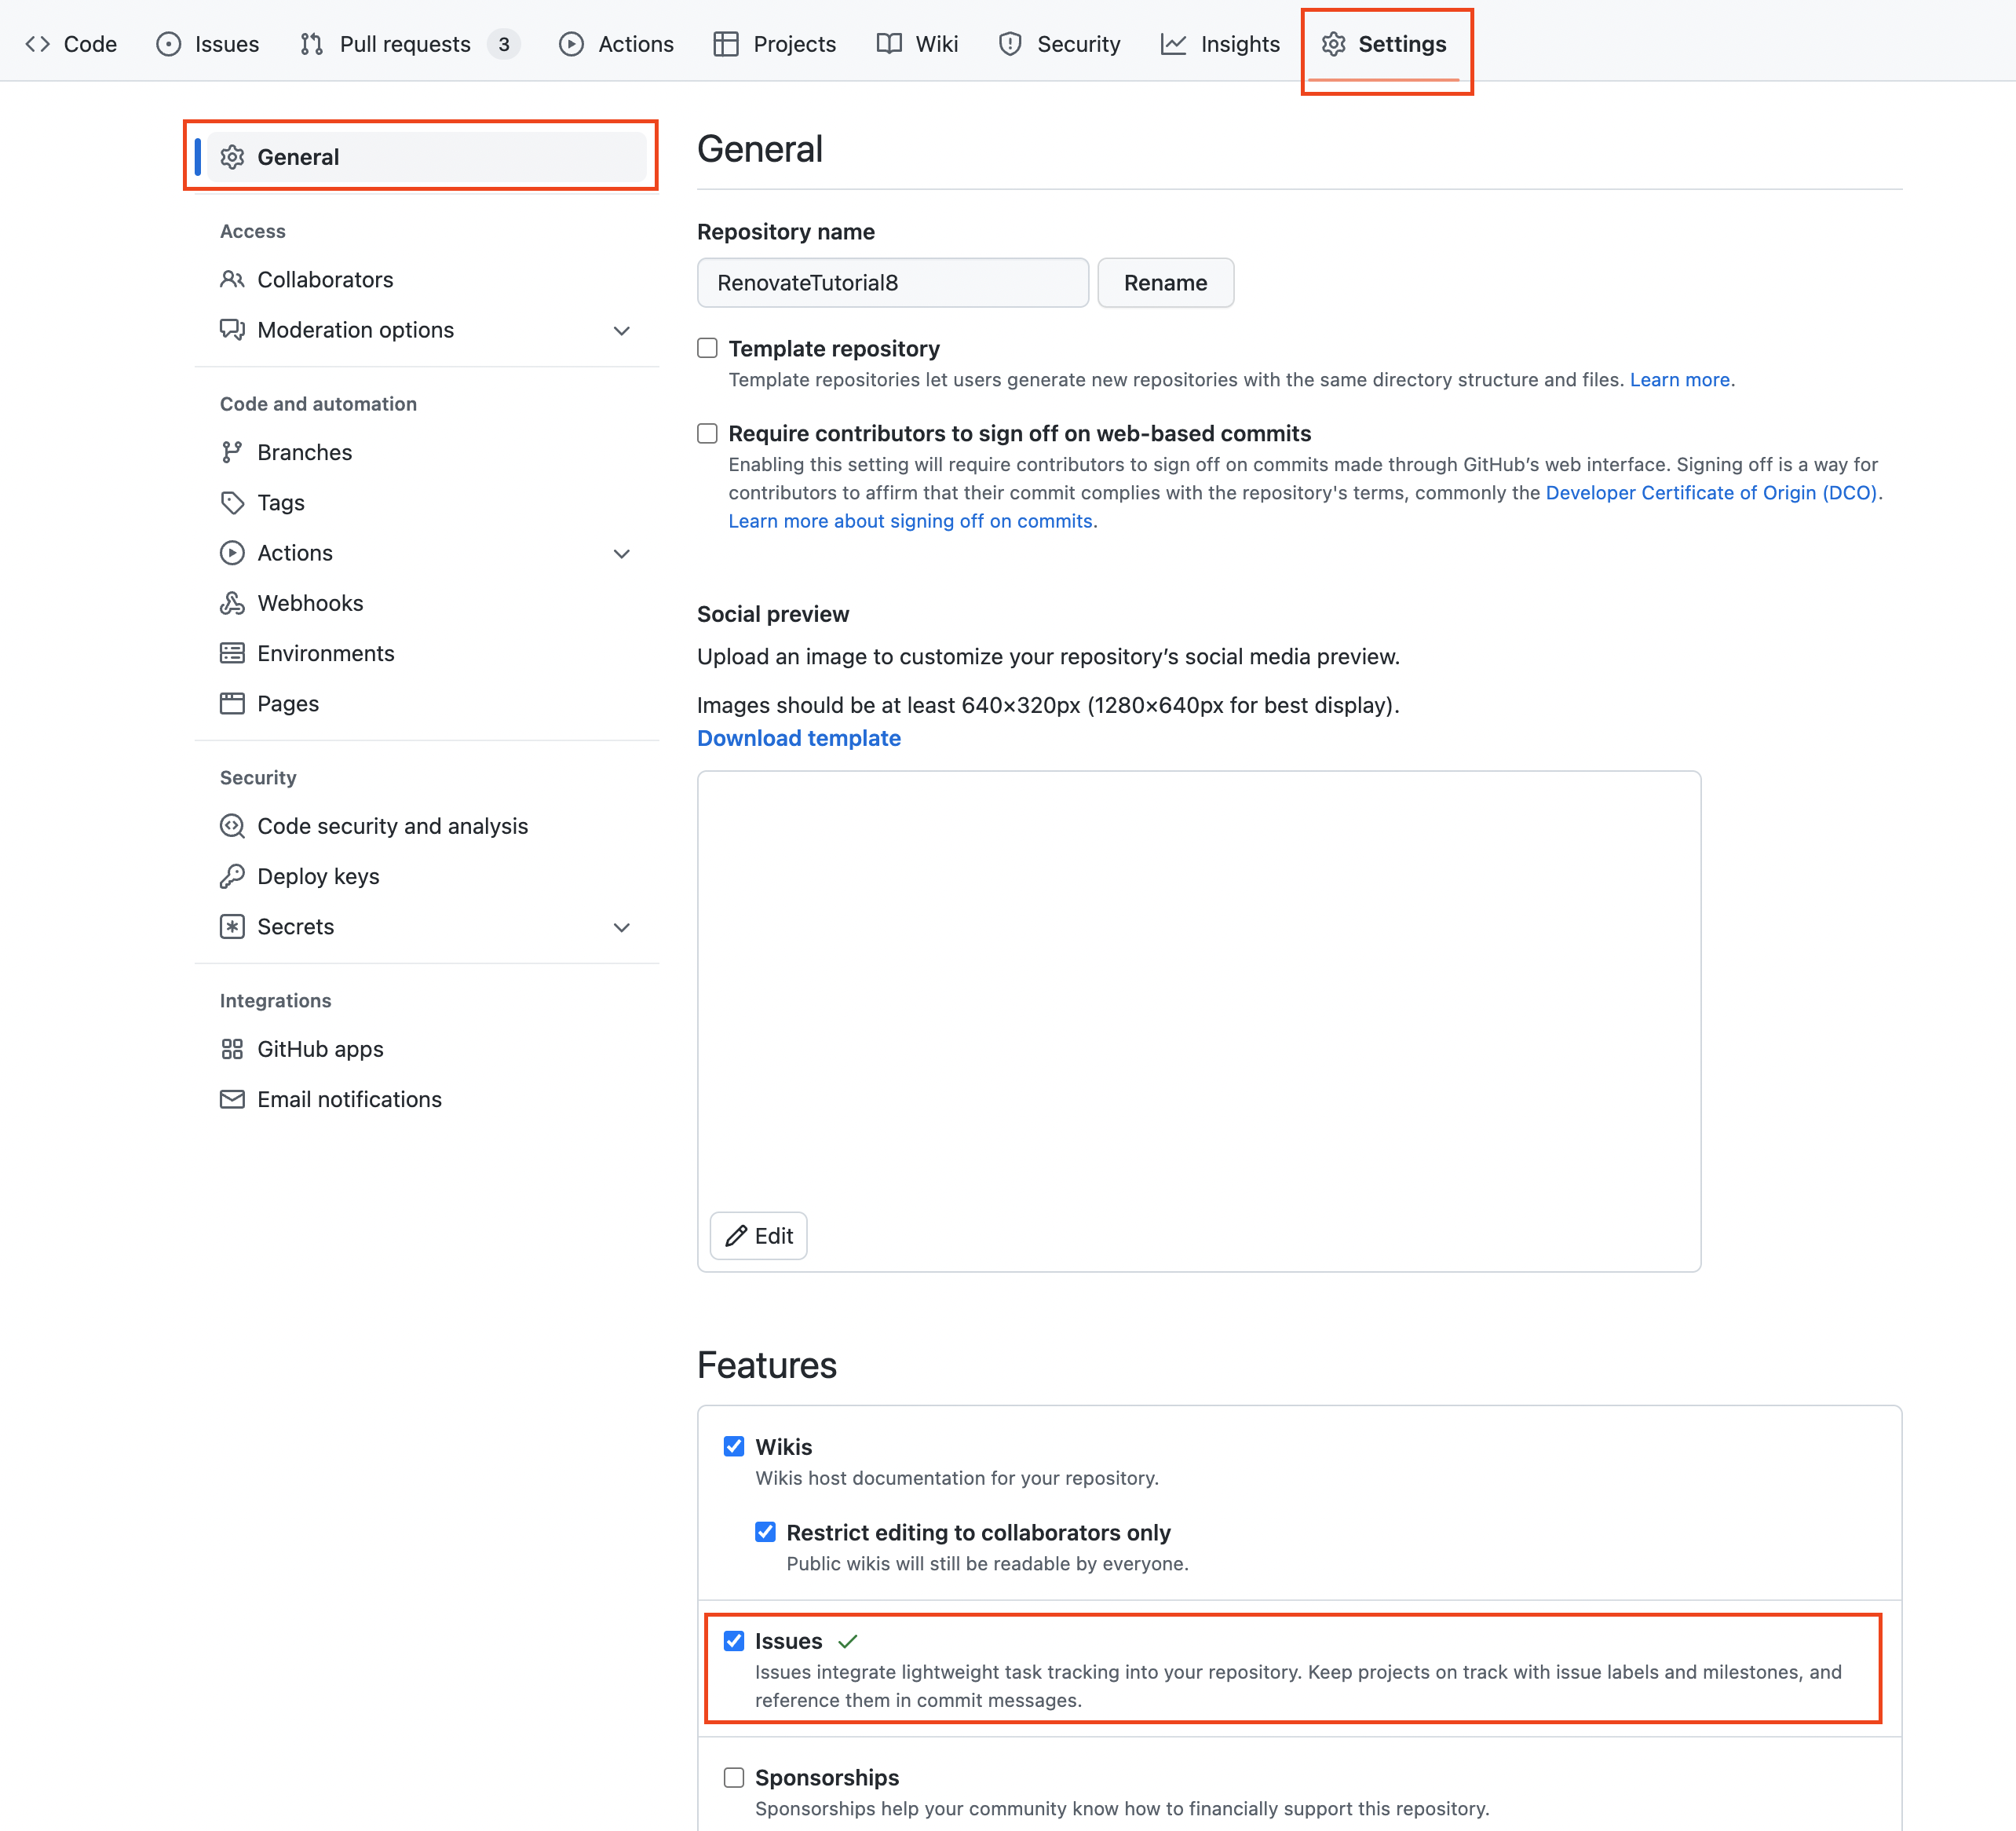 Code Issues Pull requests 3 Actions Projects Wiki Security Insights Settings
General
Access
Collaborators
Moderation options
Code and automation
Branches
Tags
Actions
Webhooks
Environments
Pages
Security
Code security and analysis
Deploy keys
Secrets
Integrations
GitHub apps
Email notifications
General
Repository name
RenovateTutorial8 Rename
Template repository
Template repositories let users generate new repositories with the same directory structure and files. Learn more.
Require contributors to sign off on web-based commits
Enabling this setting will require contributors to sign off on commits made through GitHub’s web interface. Signing off is a way for
contributors to affirm that their commit complies with the repository's terms, commonly the Developer Certificate of Origin (DCO).
Learn more about signing off on commits.
Social preview
Upload an image to customize your repository’s social media preview.
Images should be at least 640×320px (1280×640px for best display).
Download template
Edit
Features
Wikis
Wikis host documentation for your repository.
Restrict editing to collaborators only
Public wikis will still be readable by everyone.
Issues
Issues integrate lightweight task tracking into your repository. Keep projects on track with issue labels and milestones, and
reference them in commit messages.
Sponsorships
Sponsorships help your community know how to financially support this repository.